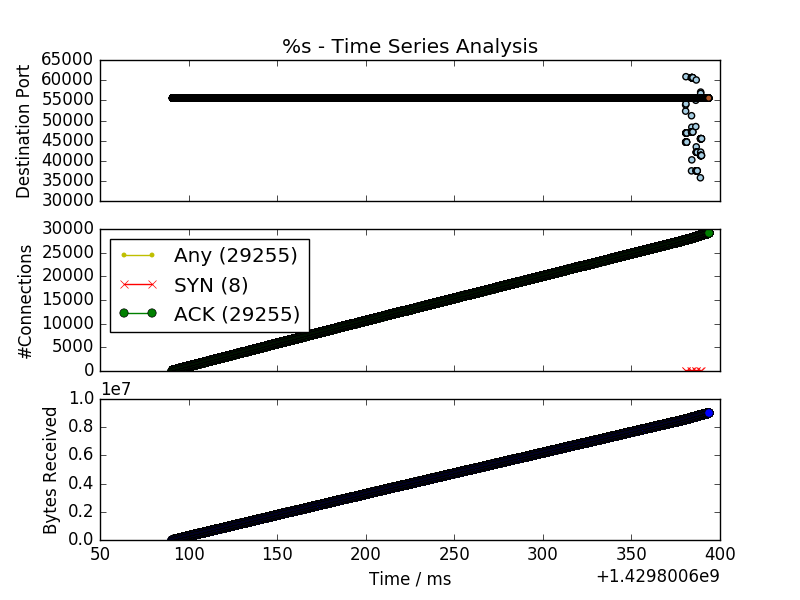 %s - Time Series Analysis
65000
60000
55000
50000
45000
40000
35000
30000
Destination Port
30000
25000
20000
15000
10000
5000
0
#Connections
Any (29255)
SYN (8)
ACK (29255)
1e7
1.0
0.8
0.6
0.4
0.2
0.0
Bytes Received
50 100 150 200 250 300 350 400
Time / ms
+1.4298006e9